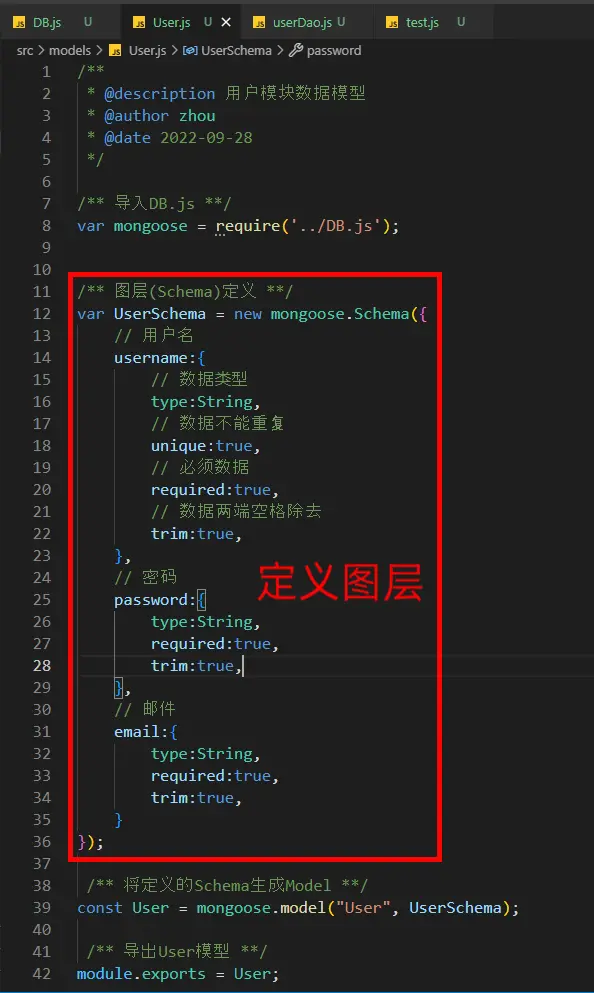 JS DB.js U JS User.js U × JS userDao.js U JS test.js U
src > models > JS User.js > UserSchema > password
1 /**
2 * @description 用户模块数据模型
3 * @author zhou
4 * @date 2022-09-28
5 */
6
7 /** 导入DB.js **/
8 var mongoose = require('../DB.js');
9
10
11 /** 图层(Schema)定义 **/
12 var UserSchema = new mongoose.Schema({
13 // 用户名
14 username:{
15 // 数据类型
16 type:String,
17 // 数据不能重复
18 unique:true,
19 // 必须数据
20 required:true,
21 // 数据两端空格除去
22 trim:true,
23 },
24 // 密码
定义图层
25 password:{
26 type:String,
27 required:true,
28 trim:true,
29 },
30 // 邮件
31 email:{
32 type:String,
33 required:true,
34 trim:true,
35 }
36 });
37
38 /** 将定义的Schema生成Model **/
39 const User = mongoose.model("User", UserSchema);
40
41 /** 导出User模型 **/
42 module.exports = User;